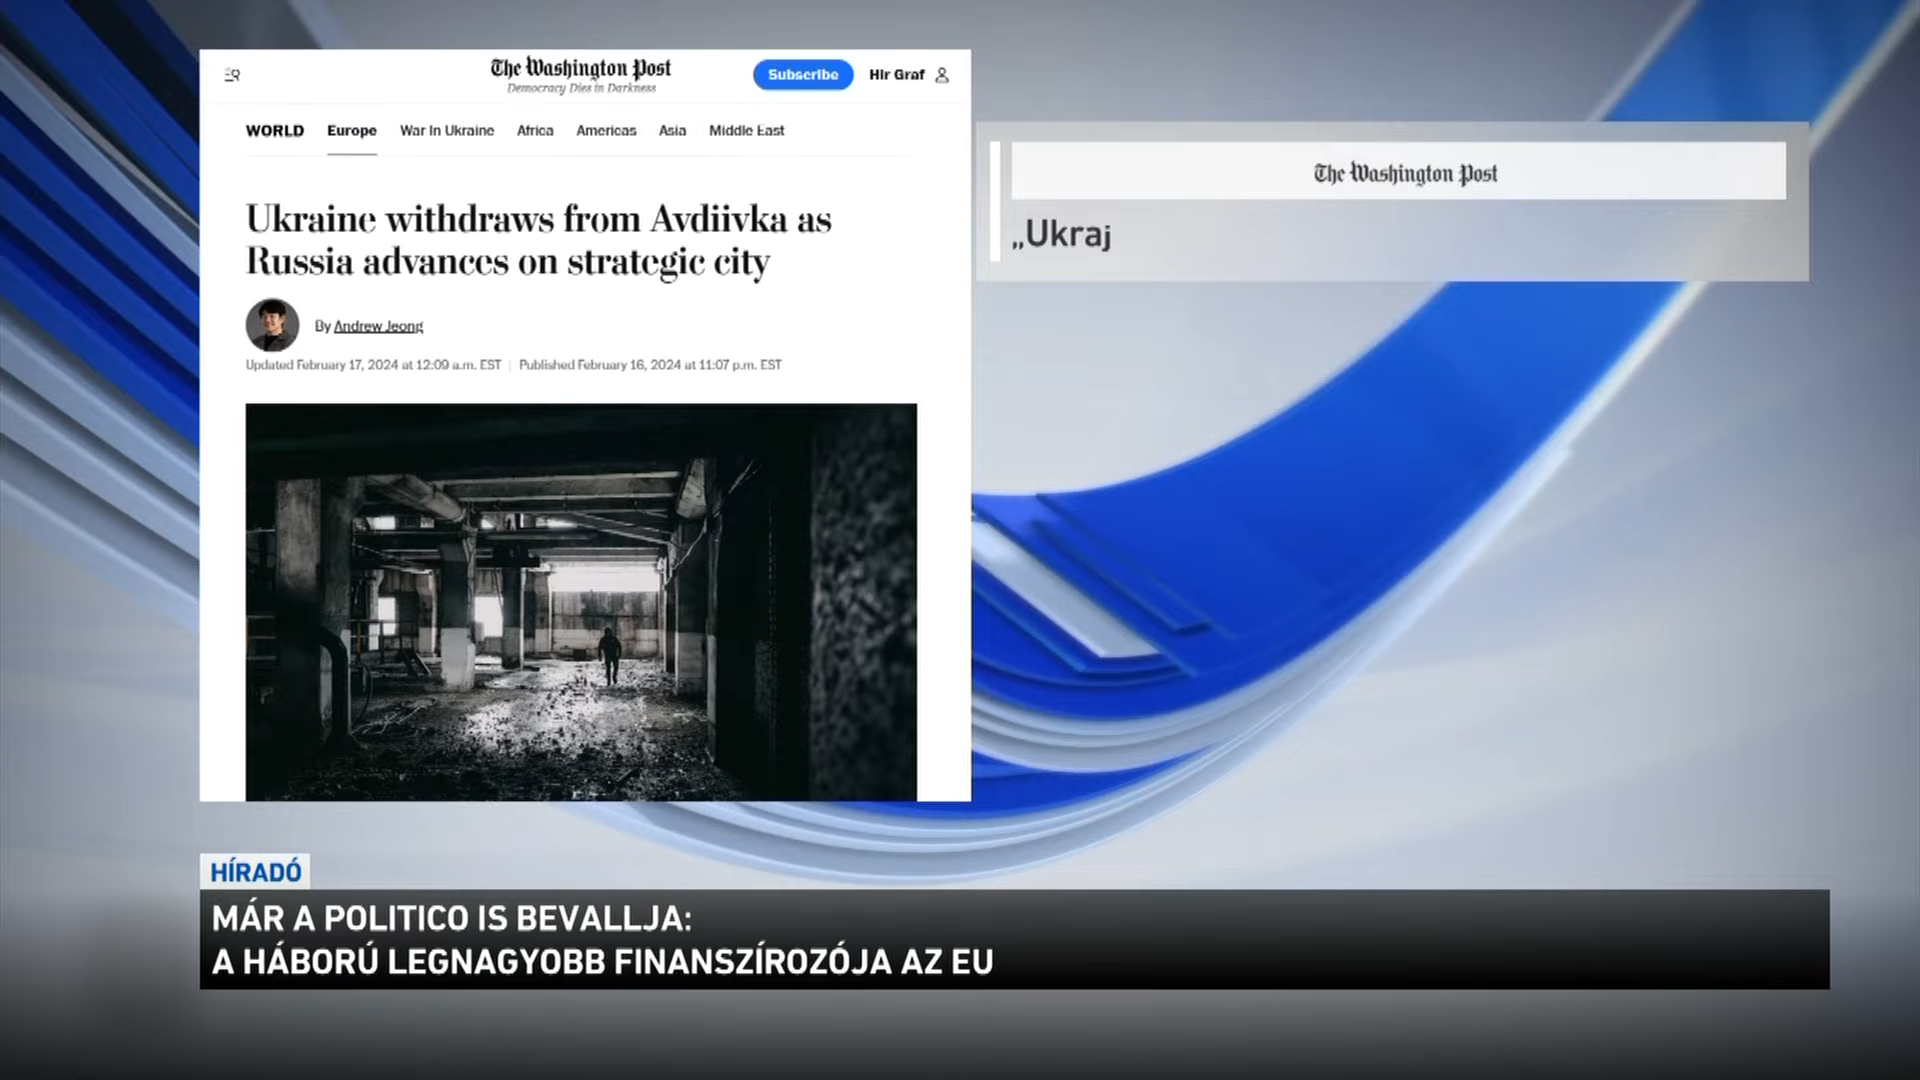 The Washington Post
Democracy Dies in Darkness
Subscribe
Hir Graf
WORLD
Europe
War In Ukraine
Africa
Americas
Asia
Middle East
Ukraine withdraws from Avdiivka as
Russia advances on strategic city
By Andrew Jeong
Updated February 17, 2024 at 12:09 a.m. EST | Published February 16, 2024 at 11:07 p.m. EST
The Washington Post
„Ukraj
HÍRADÓ
MÁR A POLITICO IS BEVALLJA:
A HÁBORÚ LEGNAGYOBB FINANSZÍROZÓJA AZ EU